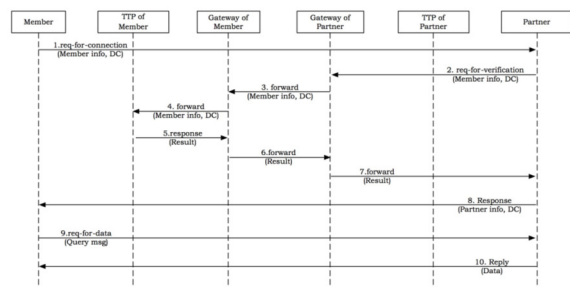 Member
TTP of
Member
Gateway of
Member
Gateway of
Partner
TTP of
Partner
Partner
1.req-for-connection
(Member info, DC)
2. req-for-verification
(Member info, DC)
3. forward
(Member info, DC)
4. forward
(Member info, DC)
5.response
(Result)
6.forward
(Result)
7.forward
(Result)
8. Response
(Partner info, DC)
9.req-for-data
(Query msg)
10. Reply
(Data)